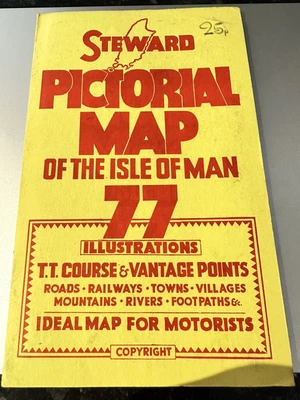 25p
STEWARD
PICTORIAL
MAP
OF THE ISLE OF MAN
77
ILLUSTRATIONS
T.T. COURSE & VANTAGE POINTS
ROADS · RAILWAYS · TOWNS · VILLAGES
MOUNTAINS · RIVERS · FOOTPATHS &c.
IDEAL MAP FOR MOTORISTS
COPYRIGHT